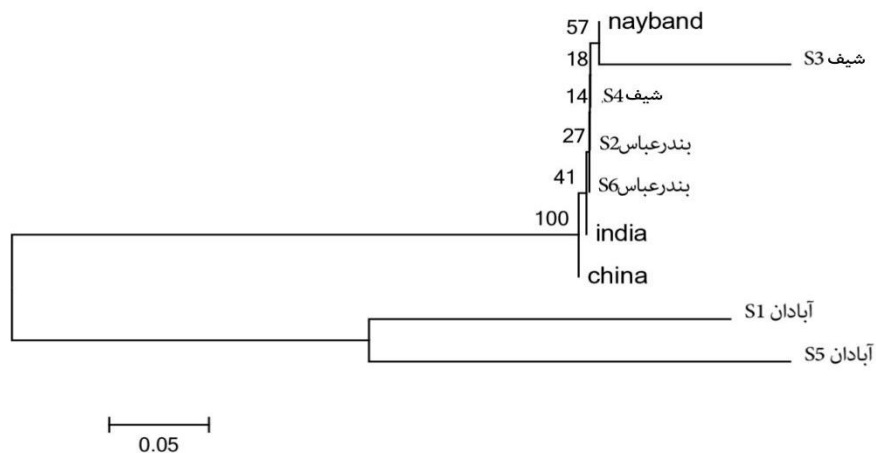 57 nayband
18 شیف S3
14 شیف S4
27 بندرعباس S2
41 بندرعباس S6
100 india
china
آبادان S1
آبادان S5
0.05